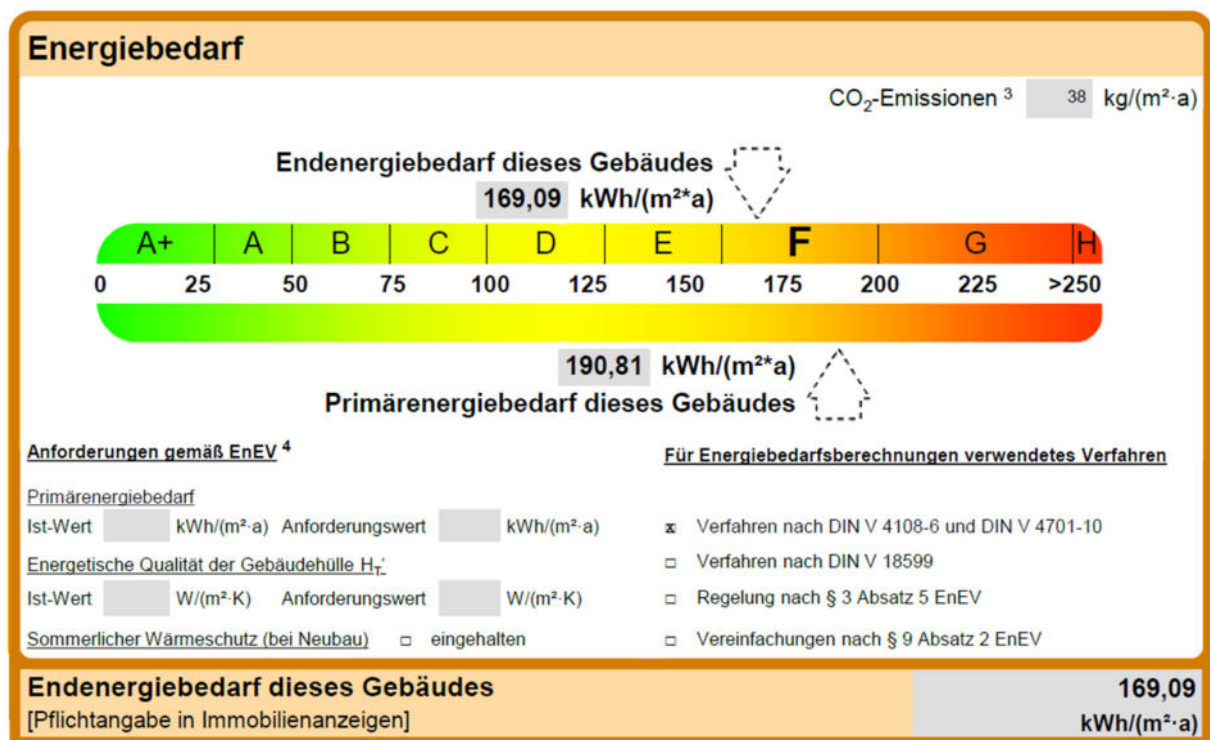 Energiebedarf
CO₂-Emissionen ³ 38 kg/(m²·a)
Endenergiebedarf dieses Gebäudes
169,09 kWh/(m²*a)
A+ A B C D E F G H
0 25 50 75 100 125 150 175 200 225 >250
190,81 kWh/(m²*a)
Primärenergiebedarf dieses Gebäudes
Anforderungen gemäß EnEV ⁴
Primärenergiebedarf
Ist-Wert kWh/(m²·a) Anforderungswert kWh/(m²·a)
Energetische Qualität der Gebäudehülle H_T'
Ist-Wert W/(m²·K) Anforderungswert W/(m²·K)
Sommerlicher Wärmeschutz (bei Neubau) □ eingehalten
Für Energiebedarfsberechnungen verwendetes Verfahren
x Verfahren nach DIN V 4108-6 und DIN V 4701-10
□ Verfahren nach DIN V 18599
□ Regelung nach § 3 Absatz 5 EnEV
□ Vereinfachungen nach § 9 Absatz 2 EnEV
Endenergiebedarf dieses Gebäudes
[Pflichtangabe in Immobilienanzeigen]
169,09
kWh/(m²·a)